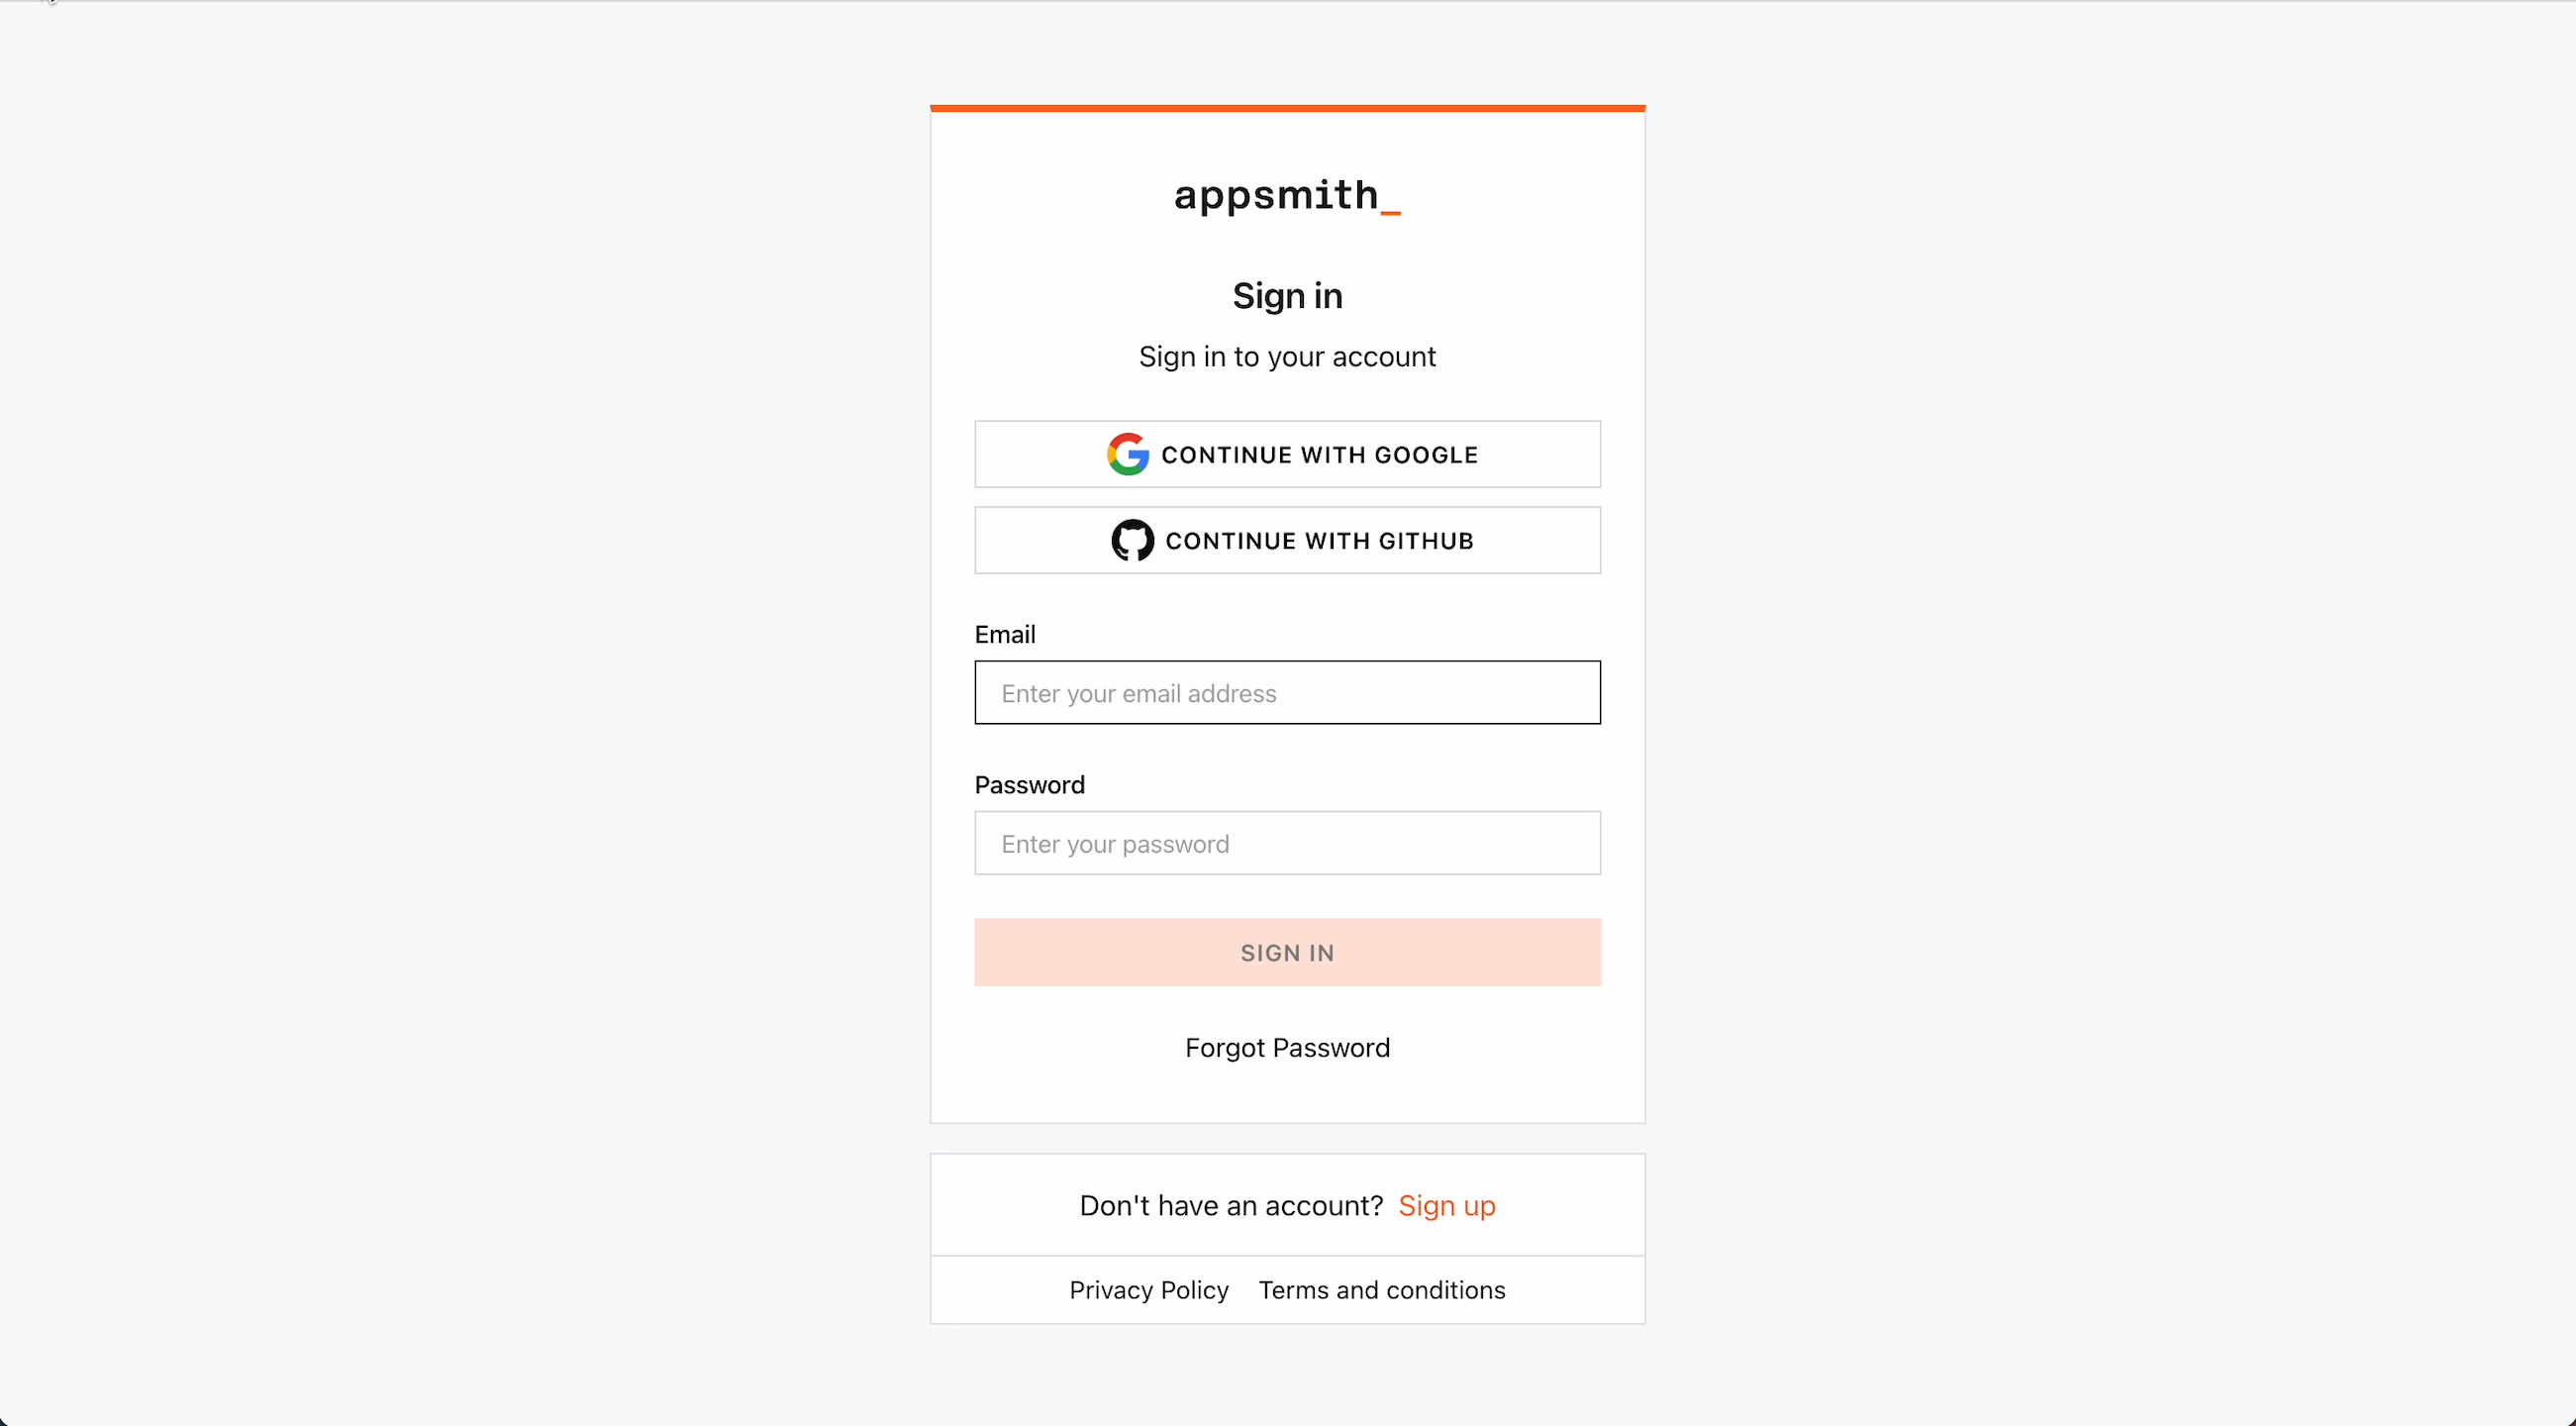 appsmith_
Sign in
Sign in to your account
CONTINUE WITH GOOGLE
CONTINUE WITH GITHUB
Email
Enter your email address
Password
Enter your password
SIGN IN
Forgot Password
Don't have an account? Sign up
Privacy Policy Terms and conditions